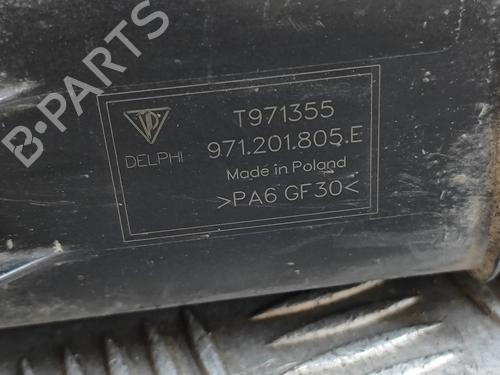 B-PARTS
T971355
DELPHI
971.201.805.E
Made in Poland
>PA6 GF30<